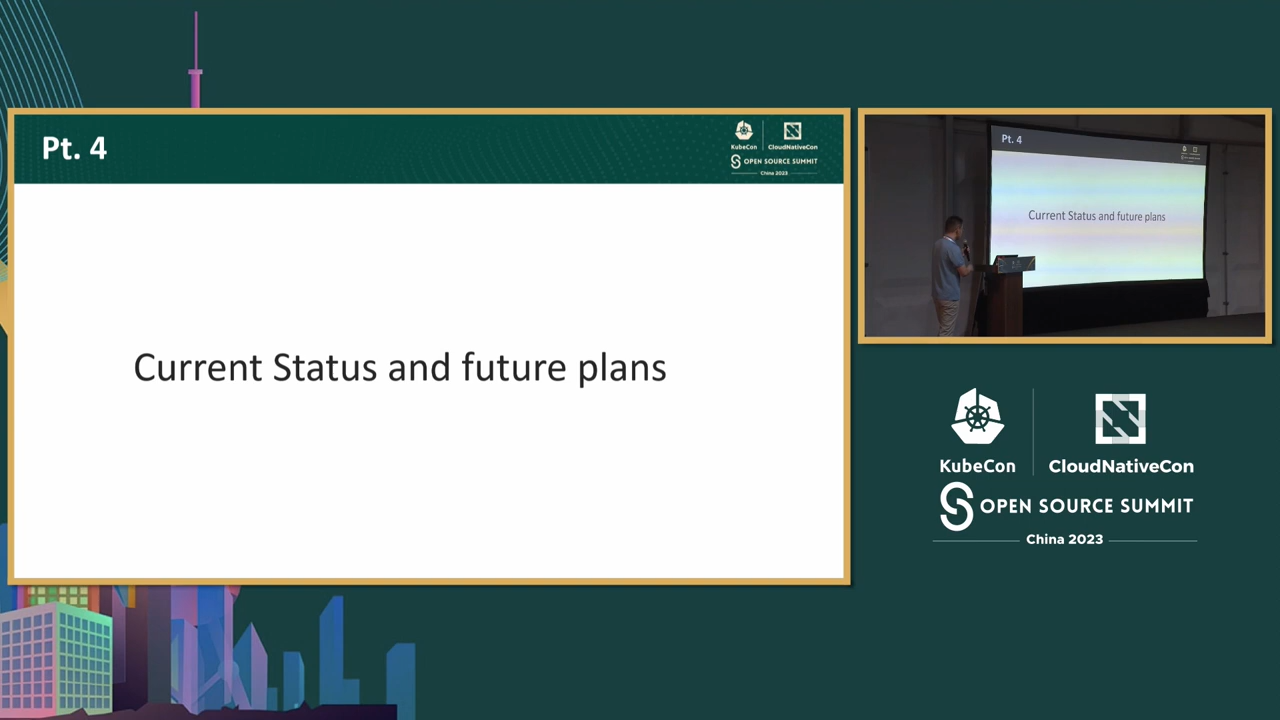 Pt. 4
KubeCon
CloudNativeCon
OPEN SOURCE SUMMIT
China 2023
Current Status and future plans
Pt. 4
Current Status and future plans
KubeCon
CloudNativeCon
OPEN SOURCE SUMMIT
China 2023